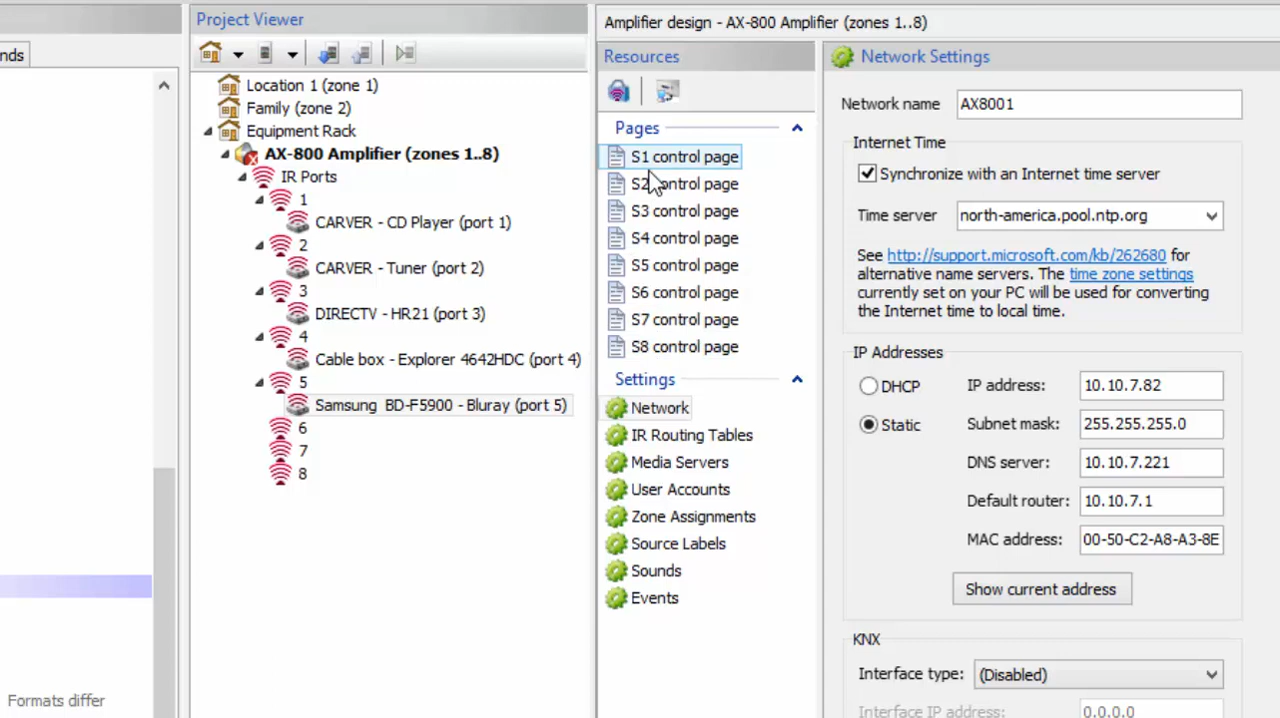 nds
Formats differ
Project Viewer
Location 1 (zone 1)
Family (zone 2)
Equipment Rack
AX-800 Amplifier (zones 1..8)
IR Ports
1
CARVER - CD Player (port 1)
2
CARVER - Tuner (port 2)
3
DIRECTV - HR21 (port 3)
4
Cable box - Explorer 4642HDC (port 4)
5
Samsung BD-F5900 - Bluray (port 5)
6
7
8
Amplifier design - AX-800 Amplifier (zones 1..8)
Resources
Pages
S1 control page
S2 control page
S3 control page
S4 control page
S5 control page
S6 control page
S7 control page
S8 control page
Settings
Network
IR Routing Tables
Media Servers
User Accounts
Zone Assignments
Source Labels
Sounds
Events
Network Settings
Network name AX8001
Internet Time
Synchronize with an Internet time server
Time server north-america.pool.ntp.org
See http://support.microsoft.com/kb/262680 for
alternative name servers. The time zone settings
currently set on your PC will be used for converting
the Internet time to local time.
IP Addresses
DHCP
Static
IP address: 10.10.7.82
Subnet mask: 255.255.255.0
DNS server: 10.10.7.221
Default router: 10.10.7.1
MAC address: 00-50-C2-A8-A3-8E
Show current address
KNX
Interface type: (Disabled)
Interface IP address: 0.0.0.0